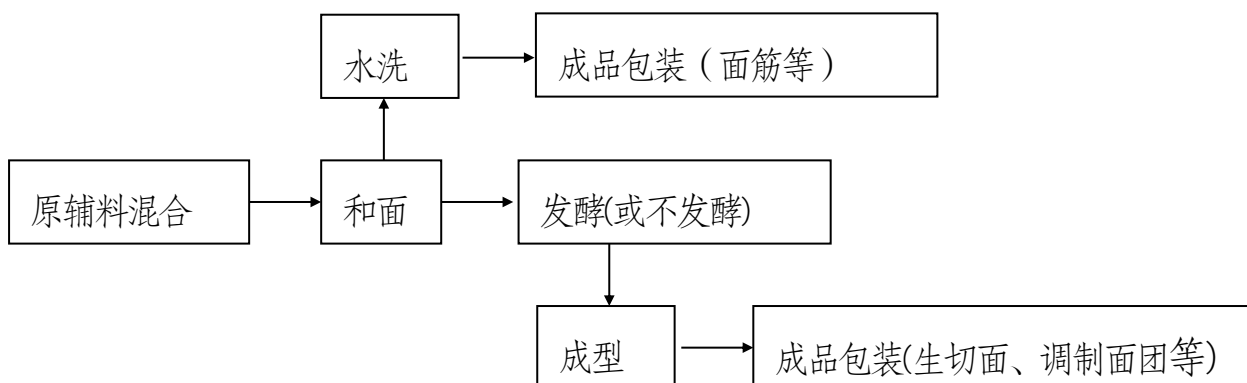 水洗
成品包装（面筋等）
原辅料混合
和面
发酵(或不发酵)
成型
成品包装(生切面、调制面团等)